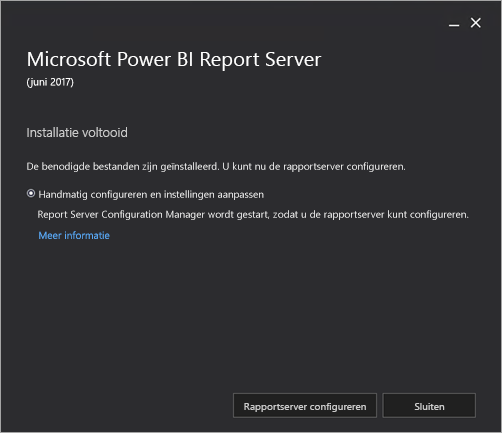 Microsoft Power BI Report Server
(juni 2017)
Installatie voltooid
De benodigde bestanden zijn geïnstalleerd. U kunt nu de rapportserver configureren.
Handmatig configureren en instellingen aanpassen
Report Server Configuration Manager wordt gestart, zodat u de rapportserver kunt configureren.
Meer informatie
Rapportserver configureren
Sluiten